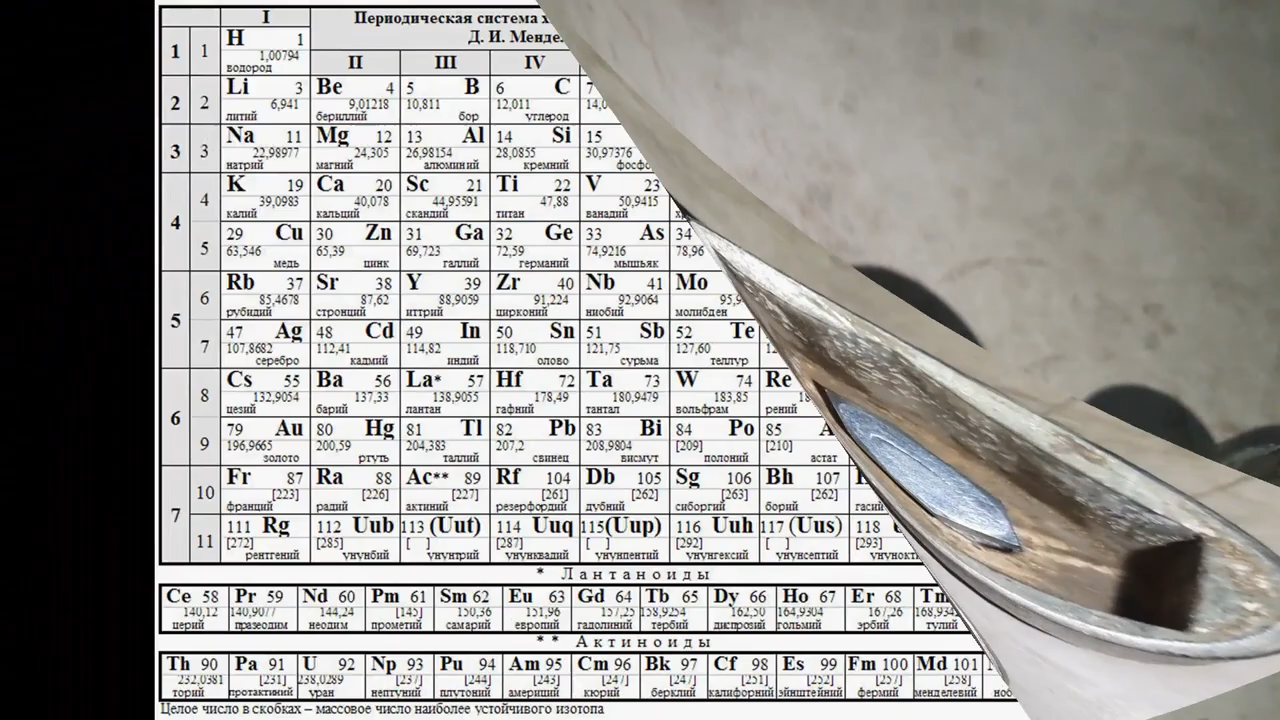 I Периодическая система
Д. И.
1 1 H 1
1,00794
водород
II III IV
2 2 Li 3 Be 4 5 B 6 C 7
6,941 9,01218 10,811 12,011
литий бериллий бор углерод
3 3 Na 11 Mg 12 13 Al 14 Si 15
22,98977 24,305 26,98154 28,0855 30,97376
натрий магний алюминий кремний
4 4 K 19 Ca 20 Sc 21 Ti 22 V 23
39,0983 40,078 44,95591 47,88 50,9415
калий кальций скандий титан ванадий
5 29 Cu 30 Zn 31 Ga 32 Ge 33 As 34
63,546 65,39 69,723 72,59 74,9216 78,96
медь цинк галлий германий мышьяк
5 6 Rb 37 Sr 38 Y 39 Zr 40 Nb 41 Mo
85,4678 87,62 88,9059 91,224 92,9064
рубидий стронций иттрий цирконий ниобий молибден
7 47 Ag 48 Cd 49 In 50 Sn 51 Sb 52 Te
107,8682 112,41 114,82 118,710 121,75 127,60
серебро кадмий индий олово сурьма теллур
6 8 Cs 55 Ba 56 La* 57 Hf 72 Ta 73 W 74 Re
132,9054 137,33 138,9055 178,49 180,9479 183,85
цезий барий лантан гафний тантал вольфрам рений
9 79 Au 80 Hg 81 Tl 82 Pb 83 Bi 84 Po 85
196,9665 200,59 204,383 207,2 208,9804 [209] [210]
золото ртуть таллий свинец висмут полоний астат
7 10 Fr 87 Ra 88 Ac** 89 Rf 104 Db 105 Sg 106 Bh 107
[223] [226] [227] [261] [262] [263] [262]
франций радий актиний резерфордий дубний сиборгий борий
11 111 Rg 112 Uub 113 (Uut) 114 Uuq 115(Uup) 116 Uuh 117 (Uus) 118
[272] [285] [ ] [287] [ ] [292] [ ] [293]
рентгений унунбий унунтрий унунквадий унунпентий унунгексий унунсептий
* Лантаноиды
Ce 58 Pr 59 Nd 60 Pm 61 Sm 62 Eu 63 Gd 64 Tb 65 Dy 66 Ho 67 Er 68 Tm
140,12 140,9077 144,24 [145] 150,36 151,96 157,25 158,9254 162,50 164,9304 167,26
церий празеодим неодим прометий самарий европий гадолиний тербий диспрозий гольмий эрбий тулий
** Актиноиды
Th 90 Pa 91 U 92 Np 93 Pu 94 Am 95 Cm 96 Bk 97 Cf 98 Es 99 Fm 100 Md 101
232,0381 [231] 238,0289 [237] [244] [243] [247] [247] [251] [252] [257] [258]
торий протактиний уран нептуний плутоний америций кюрий берклий калифорний эйнштейний фермий менделевий
Целое число в скобках – массовое число наиболее устойчивого изотопа